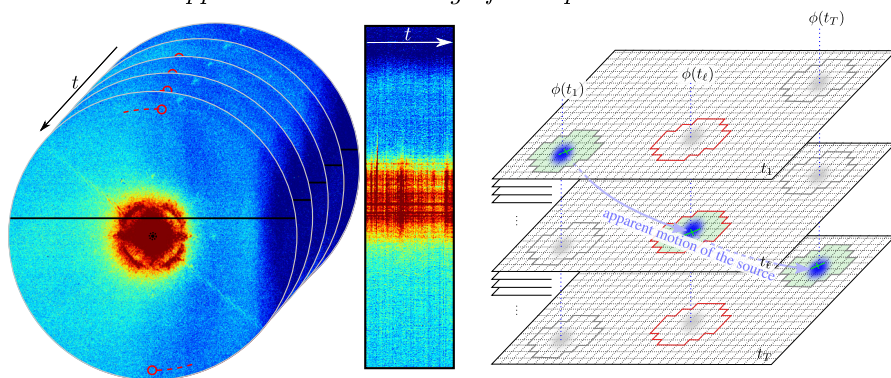 t
t
ϕ(t_T)
ϕ(t_ℓ)
ϕ(t_1)
t_1
⋮
apparent motion of the source
t_ℓ
⋮
t_T